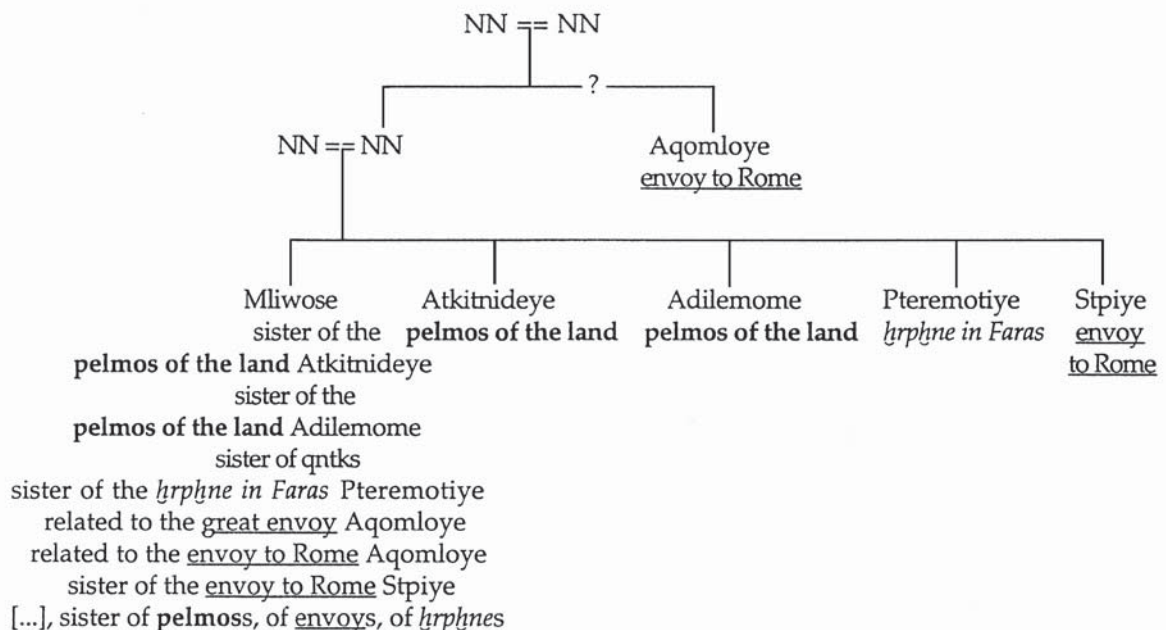 NN == NN
?
NN == NN
Aqomloye
envoy to Rome
Mliwose
sister of the
pelmos of the land Atkitnideye
sister of the
pelmos of the land Adilemome
sister of qntks
sister of the ḫrpḫne in Faras Pteremotiye
related to the great envoy Aqomloye
related to the envoy to Rome Aqomloye
sister of the envoy to Rome Stpiye
[...], sister of pelmoss, of envoys, of ḫrpḫnes
Atkitnideye
pelmos of the land
Adilemome
pelmos of the land
Pteremotiye
ḫrpḫne in Faras
Stpiye
envoy
to Rome